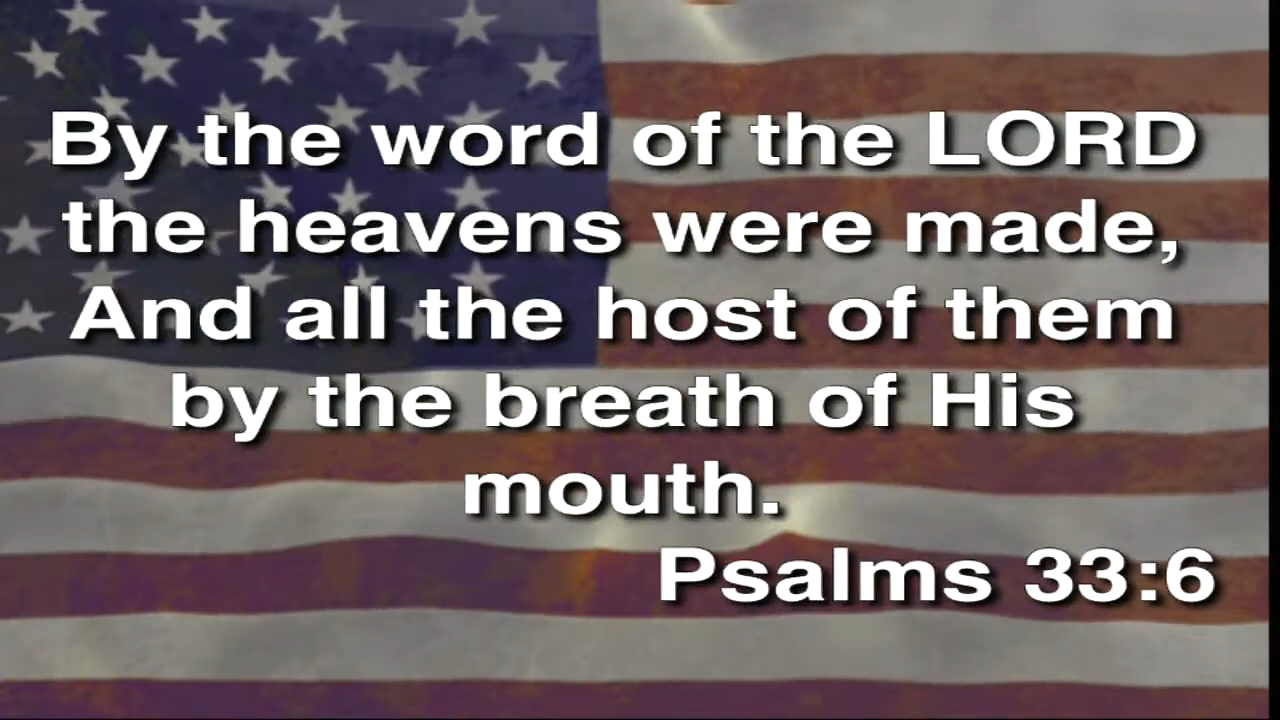 By the word of the LORD
the heavens were made,
And all the host of them
by the breath of His
mouth.
Psalms 33:6